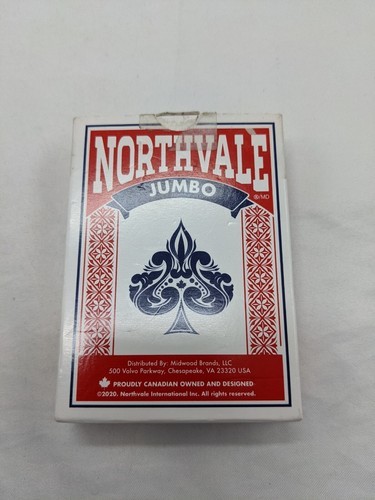 NORTHVALE
®/MD
JUMBO
Distributed By: Midwood Brands, LLC
500 Volvo Parkway, Chesapeake, VA 23320 USA
PROUDLY CANADIAN OWNED AND DESIGNED
©2020. Northvale International Inc. All rights reserved.